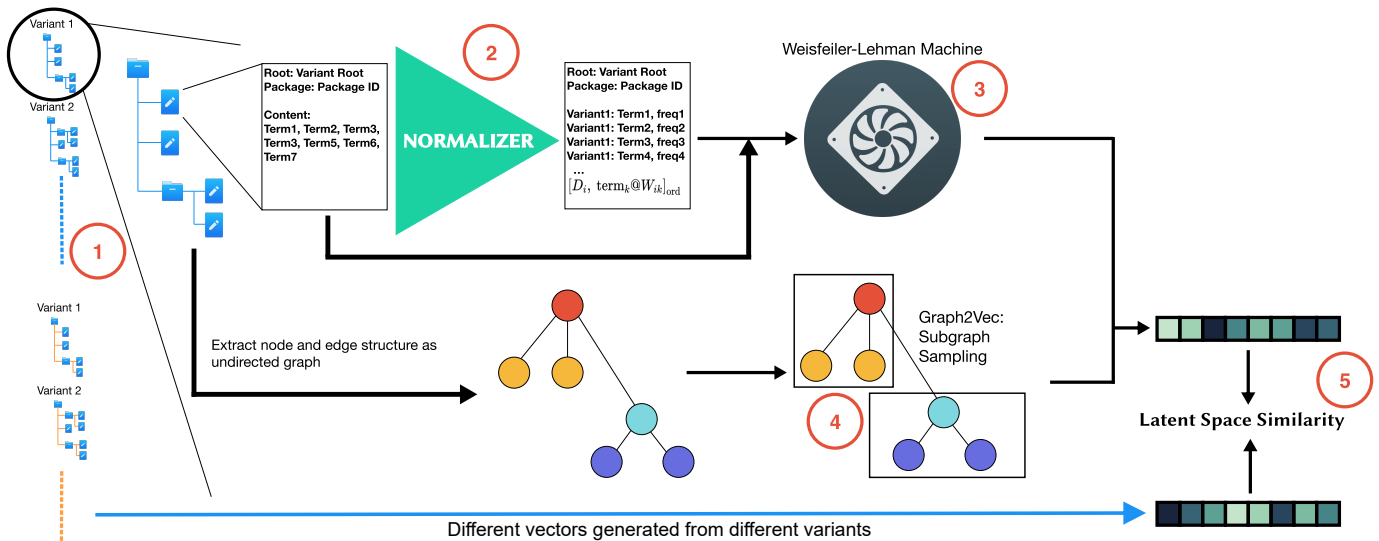 Variant 1
Variant 2
1
Variant 1
Variant 2
Root: Variant Root
Package: Package ID
Content:
Term1, Term2, Term3,
Term3, Term5, Term6,
Term7
2
NORMALIZER
Root: Variant Root
Package: Package ID
Variant1: Term1, freq1
Variant1: Term2, freq2
Variant1: Term3, freq3
Variant1: Term4, freq4
...
[D_i, term_k@W_{ik}]_{ord}
Weisfeiler-Lehman Machine
3
Extract node and edge structure as
undirected graph
Graph2Vec:
Subgraph
Sampling
4
5
Latent Space Similarity
Different vectors generated from different variants